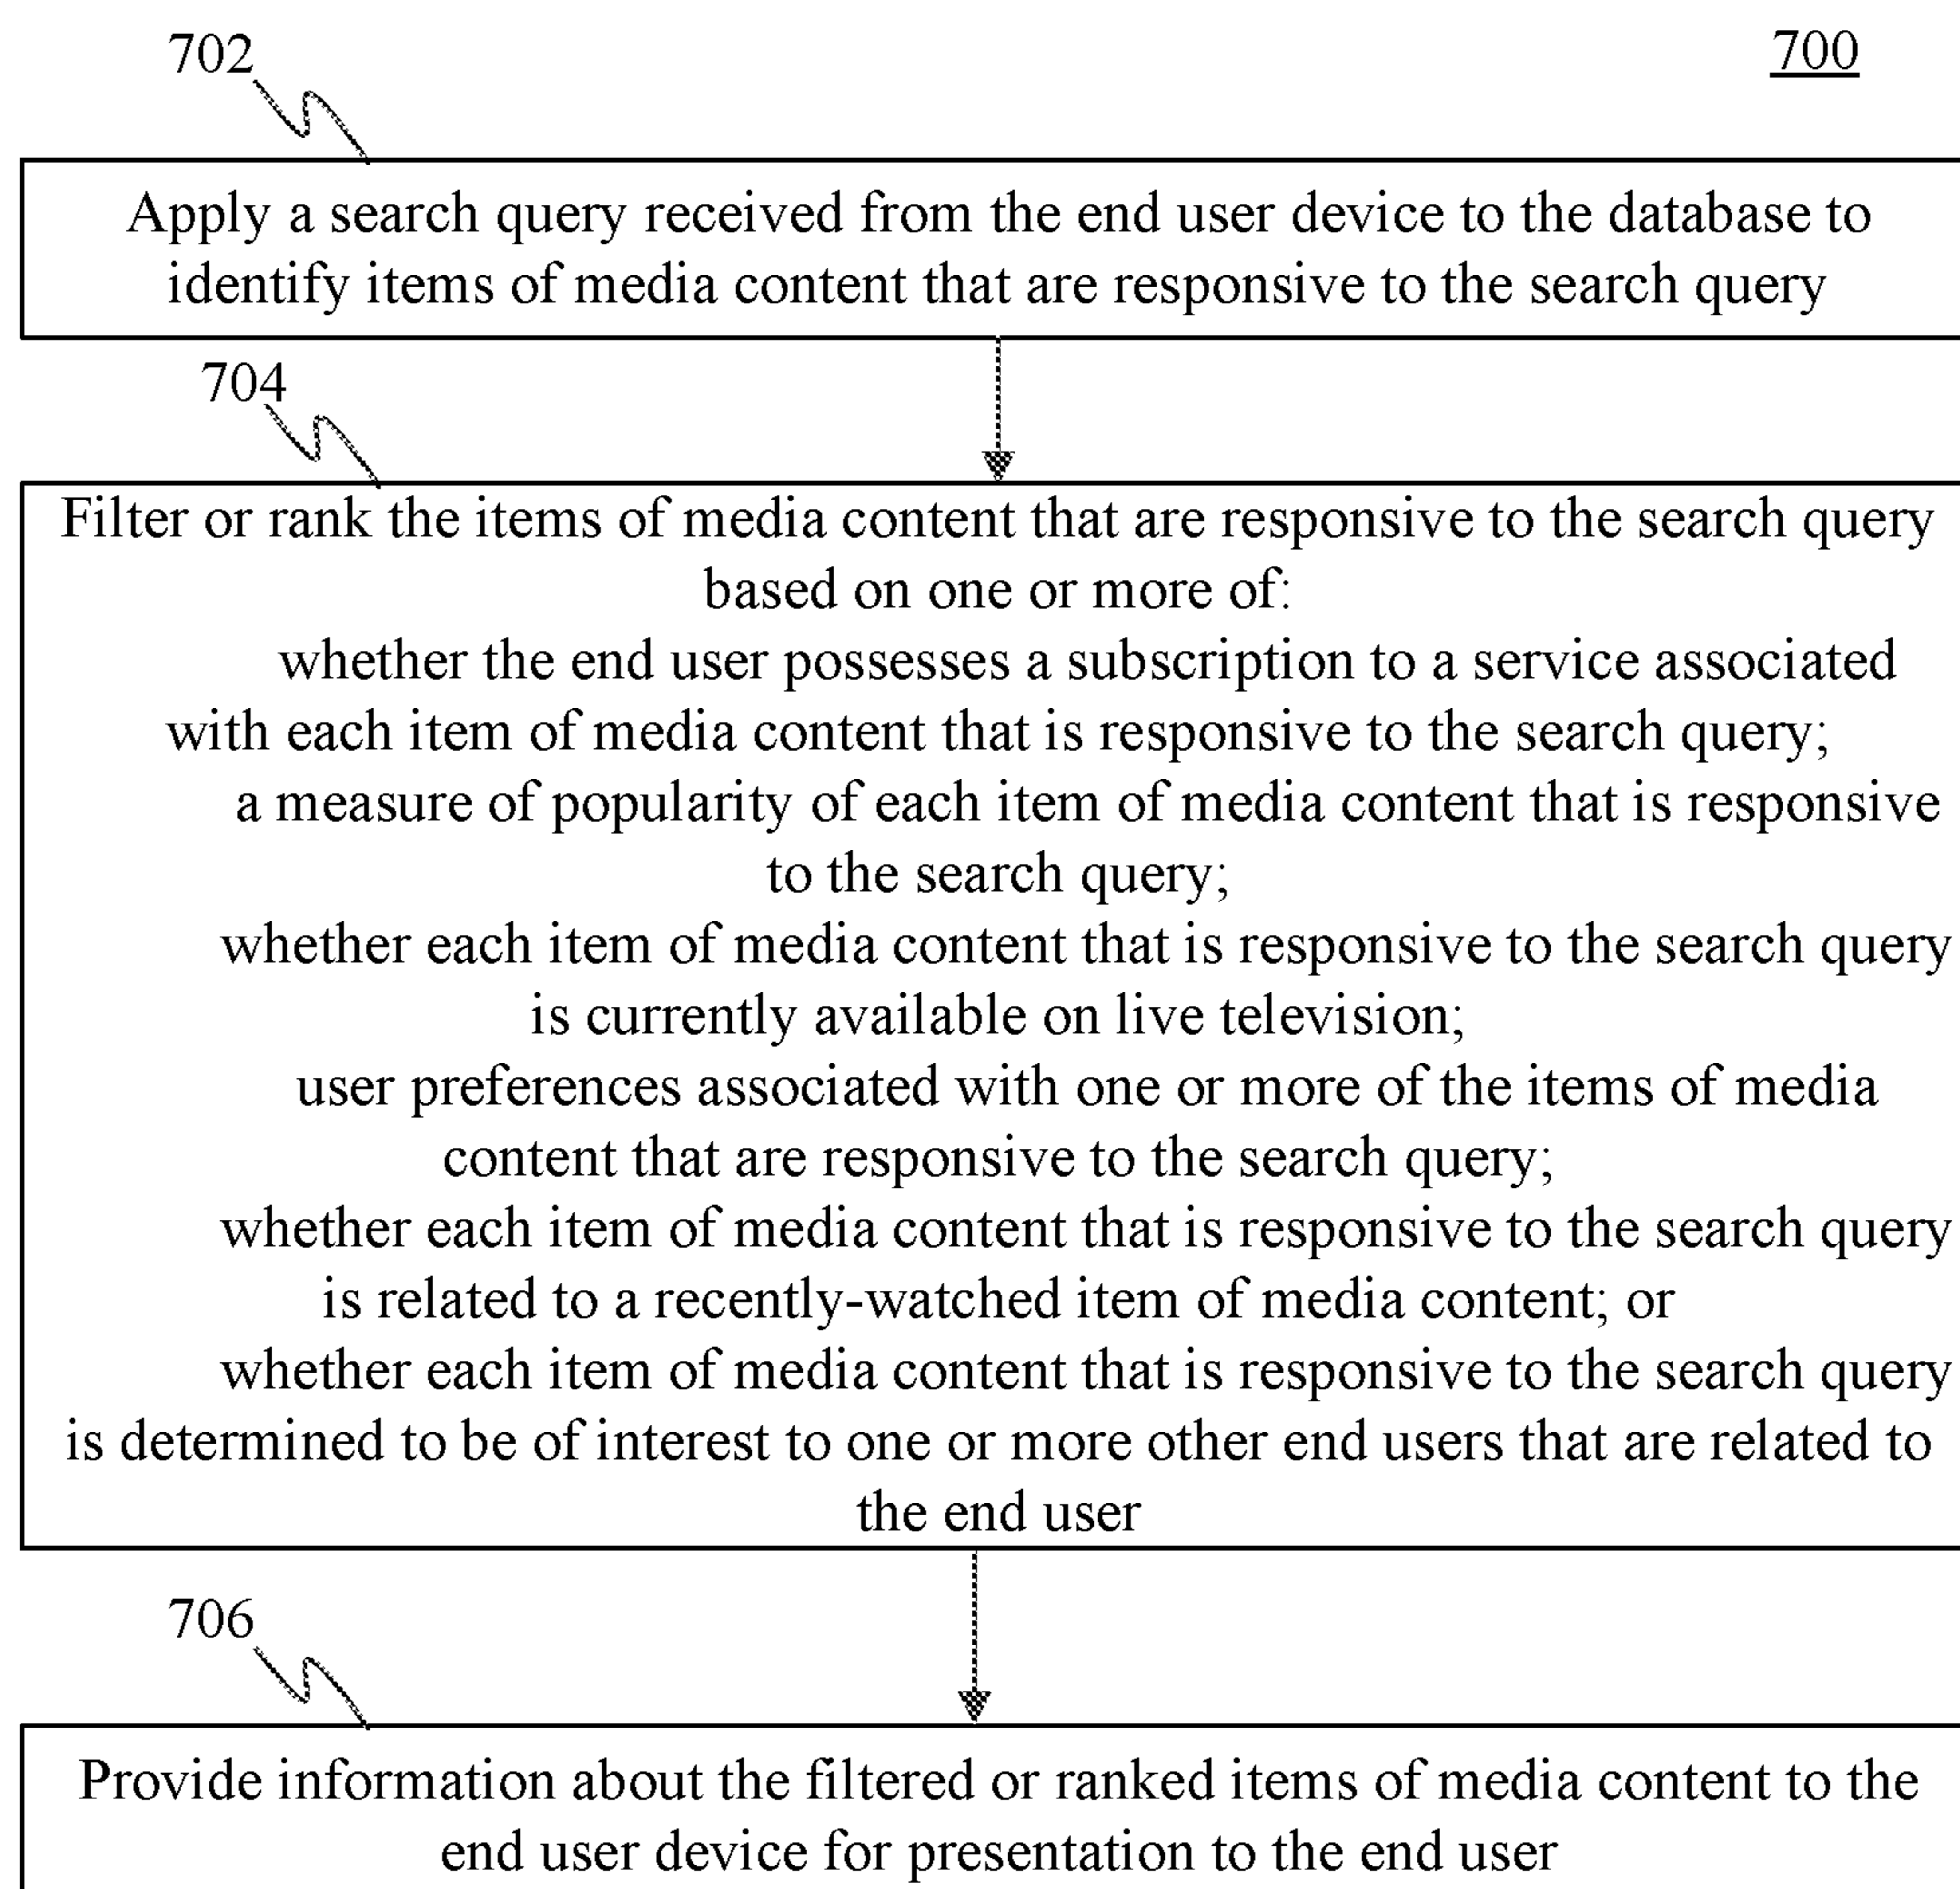 702
700
Apply a search query received from the end user device to the database to
identify items of media content that are responsive to the search query
704
Filter or rank the items of media content that are responsive to the search query
based on one or more of:
whether the end user possesses a subscription to a service associated
with each item of media content that is responsive to the search query;
a measure of popularity of each item of media content that is responsive
to the search query;
whether each item of media content that is responsive to the search query
is currently available on live television;
user preferences associated with one or more of the items of media
content that are responsive to the search query;
whether each item of media content that is responsive to the search query
is related to a recently-watched item of media content; or
whether each item of media content that is responsive to the search query
is determined to be of interest to one or more other end users that are related to
the end user
706
Provide information about the filtered or ranked items of media content to the
end user device for presentation to the end user